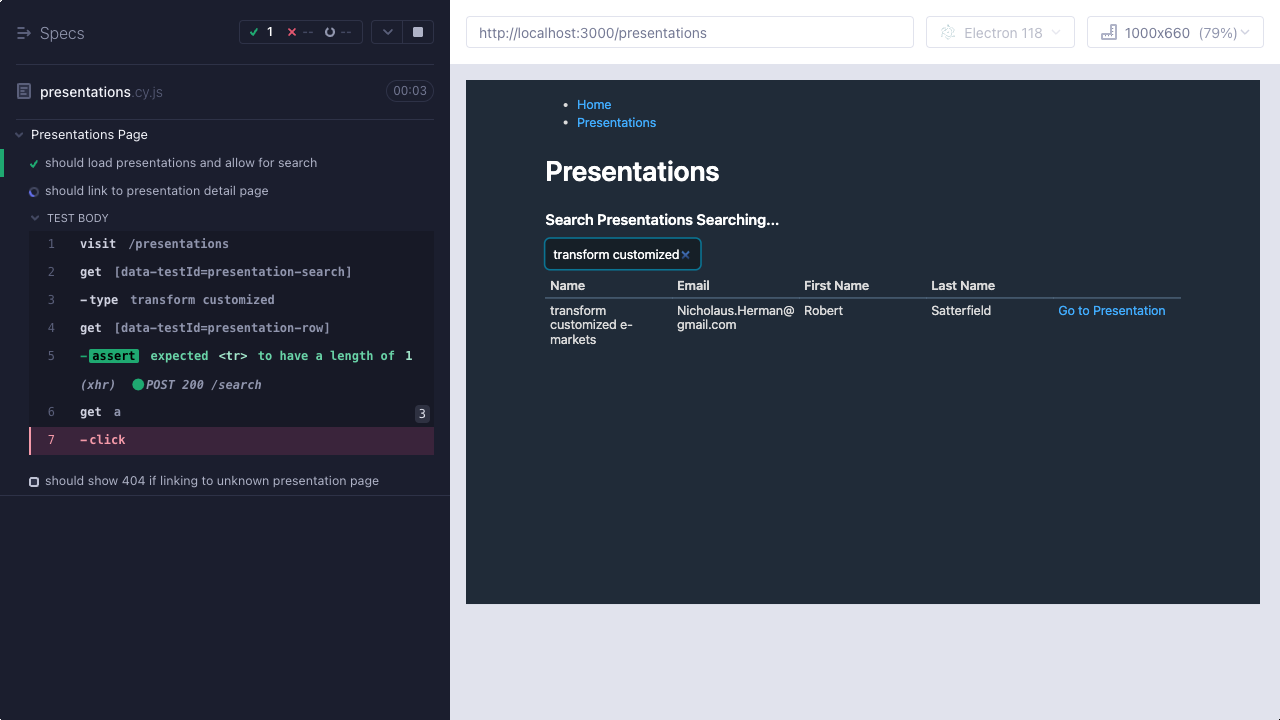 Specs
1 -- --
presentations.cy.js
00:03
Presentations Page
should load presentations and allow for search
should link to presentation detail page
TEST BODY
1 visit /presentations
2 get [data-testId=presentation-search]
3 -type transform customized
4 get [data-testId=presentation-row]
5 -assert expected <tr> to have a length of 1
(xhr) POST 200 /search
6 get a 3
7 -click
should show 404 if linking to unknown presentation page
http://localhost:3000/presentations
Electron 118
1000x660 (79%)
• Home
• Presentations
Presentations
Search Presentations Searching...
transform customized
Name Email First Name Last Name
transform customized e-markets Nicholaus.Herman@gmail.com Robert Satterfield Go to Presentation